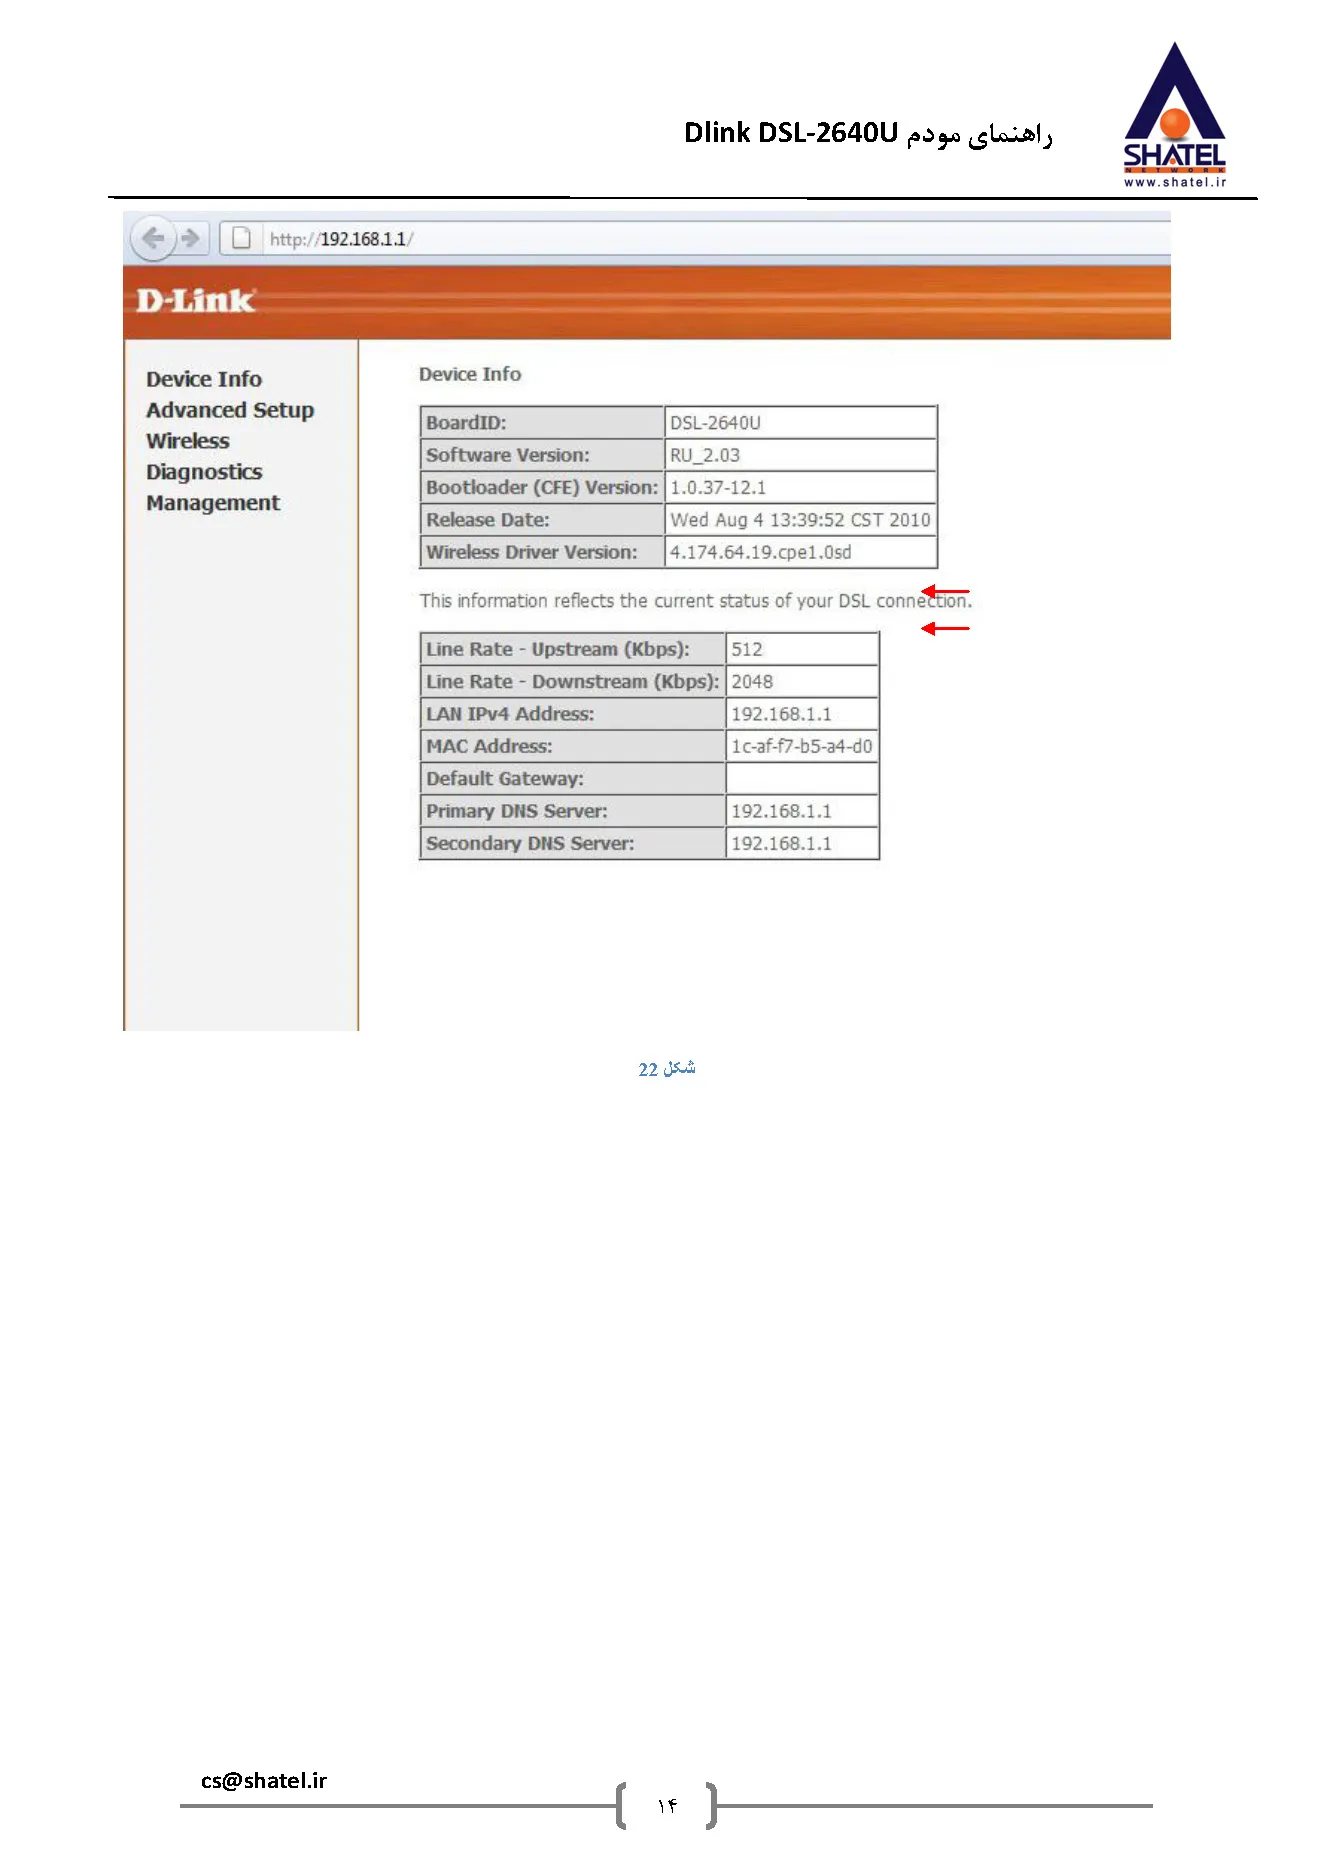 راهنمای مودم Dlink DSL-2640U
SHATEL
NETWORK
www.shatel.ir
http://192.168.1.1/
D-Link
Device Info
Advanced Setup
Wireless
Diagnostics
Management
Device Info
BoardID: DSL-2640U
Software Version: RU_2.03
Bootloader (CFE) Version: 1.0.37-12.1
Release Date: Wed Aug 4 13:39:52 CST 2010
Wireless Driver Version: 4.174.64.19.cpe1.0sd
This information reflects the current status of your DSL connection.
Line Rate - Upstream (Kbps): 512
Line Rate - Downstream (Kbps): 2048
LAN IPv4 Address: 192.168.1.1
MAC Address: 1c-af-f7-b5-a4-d0
Default Gateway:
Primary DNS Server: 192.168.1.1
Secondary DNS Server: 192.168.1.1
شکل 22
cs@shatel.ir
۱۴